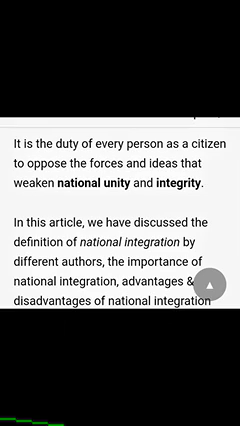 It is the duty of every person as a citizen
to oppose the forces and ideas that
weaken national unity and integrity.
In this article, we have discussed the
definition of national integration by
different authors, the importance of
national integration, advantages &
disadvantages of national integration